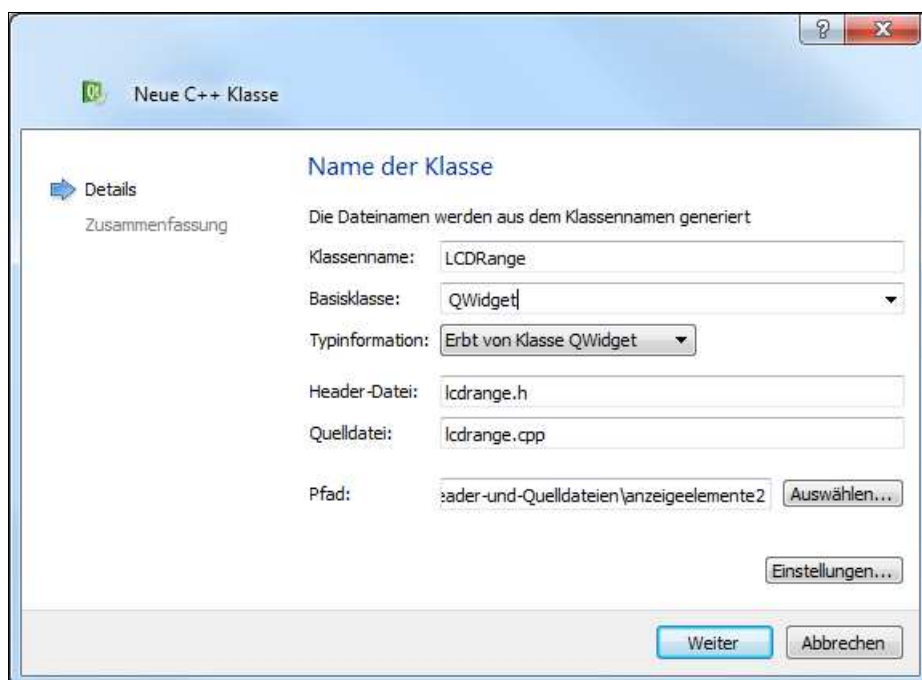 ?
Neue C++ Klasse
Name der Klasse
Details
Zusammenfassung
Die Dateinamen werden aus dem Klassennamen generiert
Klassenname: LCDRange
Basisklasse: QWidget
Typinformation: Erbt von Klasse QWidget
Header-Datei: lcdrange.h
Quelldatei: lcdrange.cpp
Pfad: eader-und-Quelldateien\anzeigeelemente2 Auswählen...
Einstellungen...
Weiter Abbrechen